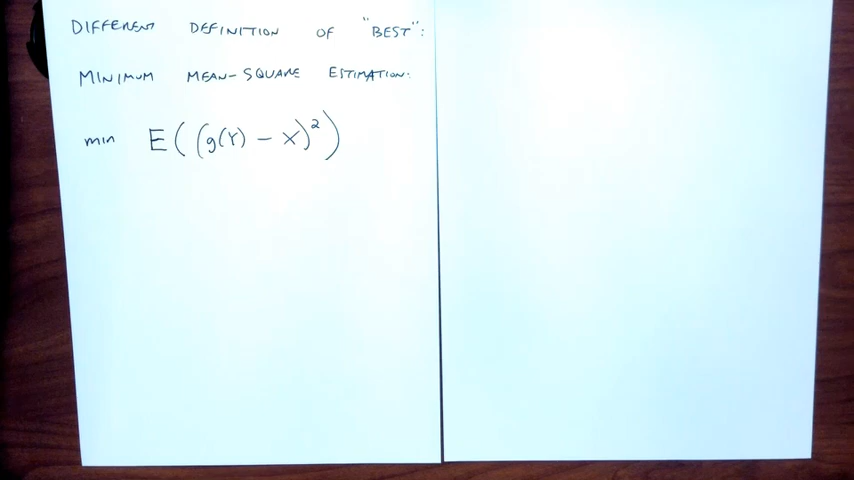 DIFFERENT DEFINITION OF "BEST":
MINIMUM MEAN-SQUARE ESTIMATION:
min E((g(Y) - X)²)